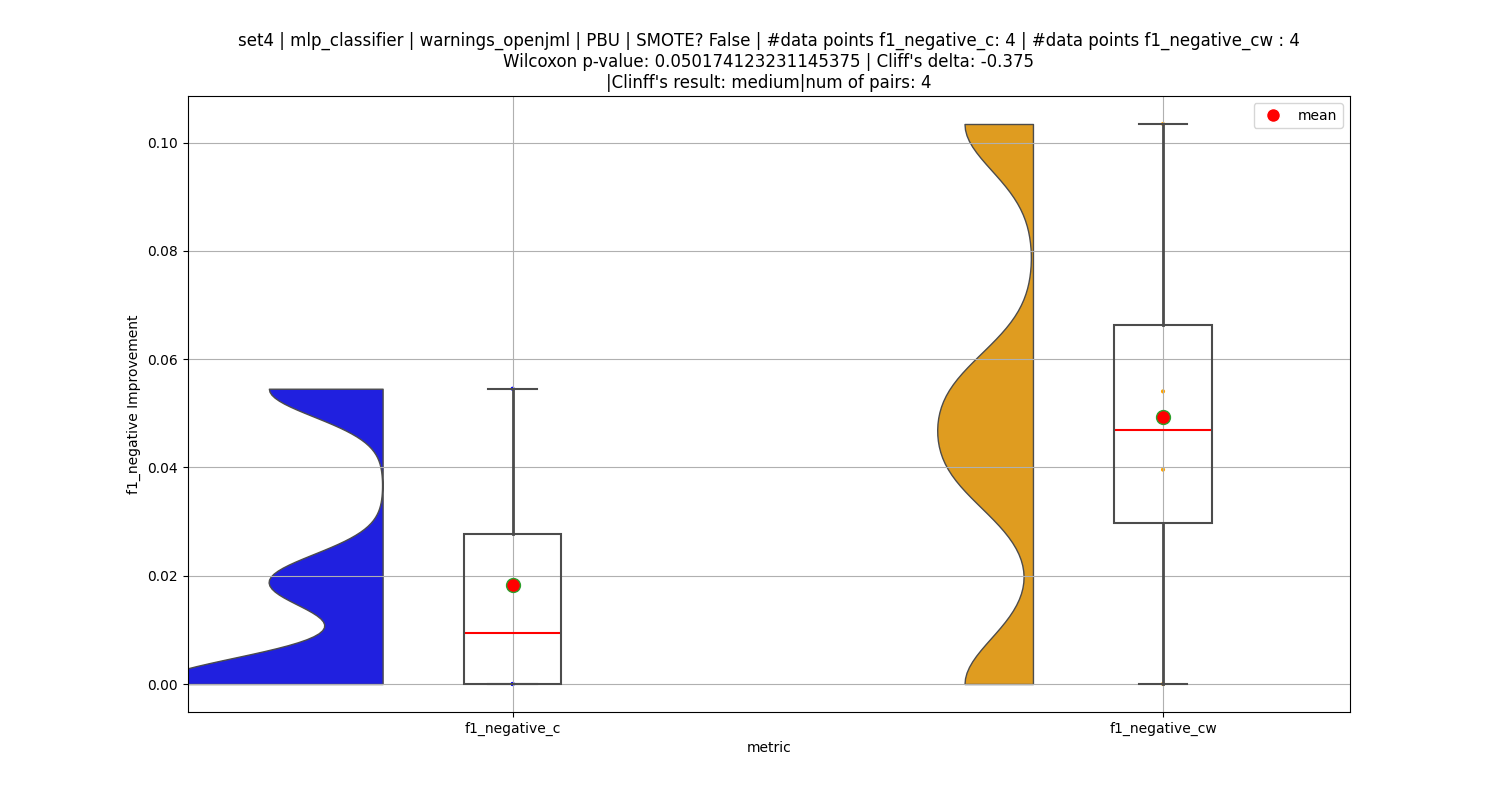 set4 | mlp_classifier | warnings_openjml | PBU | SMOTE? False | #data points f1_negative_c: 4 | #data points f1_negative_cw : 4
Wilcoxon p-value: 0.050174123231145375 | Cliff's delta: -0.375
|Clinff's result: medium|num of pairs: 4
mean
0.10
0.08
0.06
0.04
0.02
0.00
f1_negative Improvement
f1_negative_c
f1_negative_cw
metric